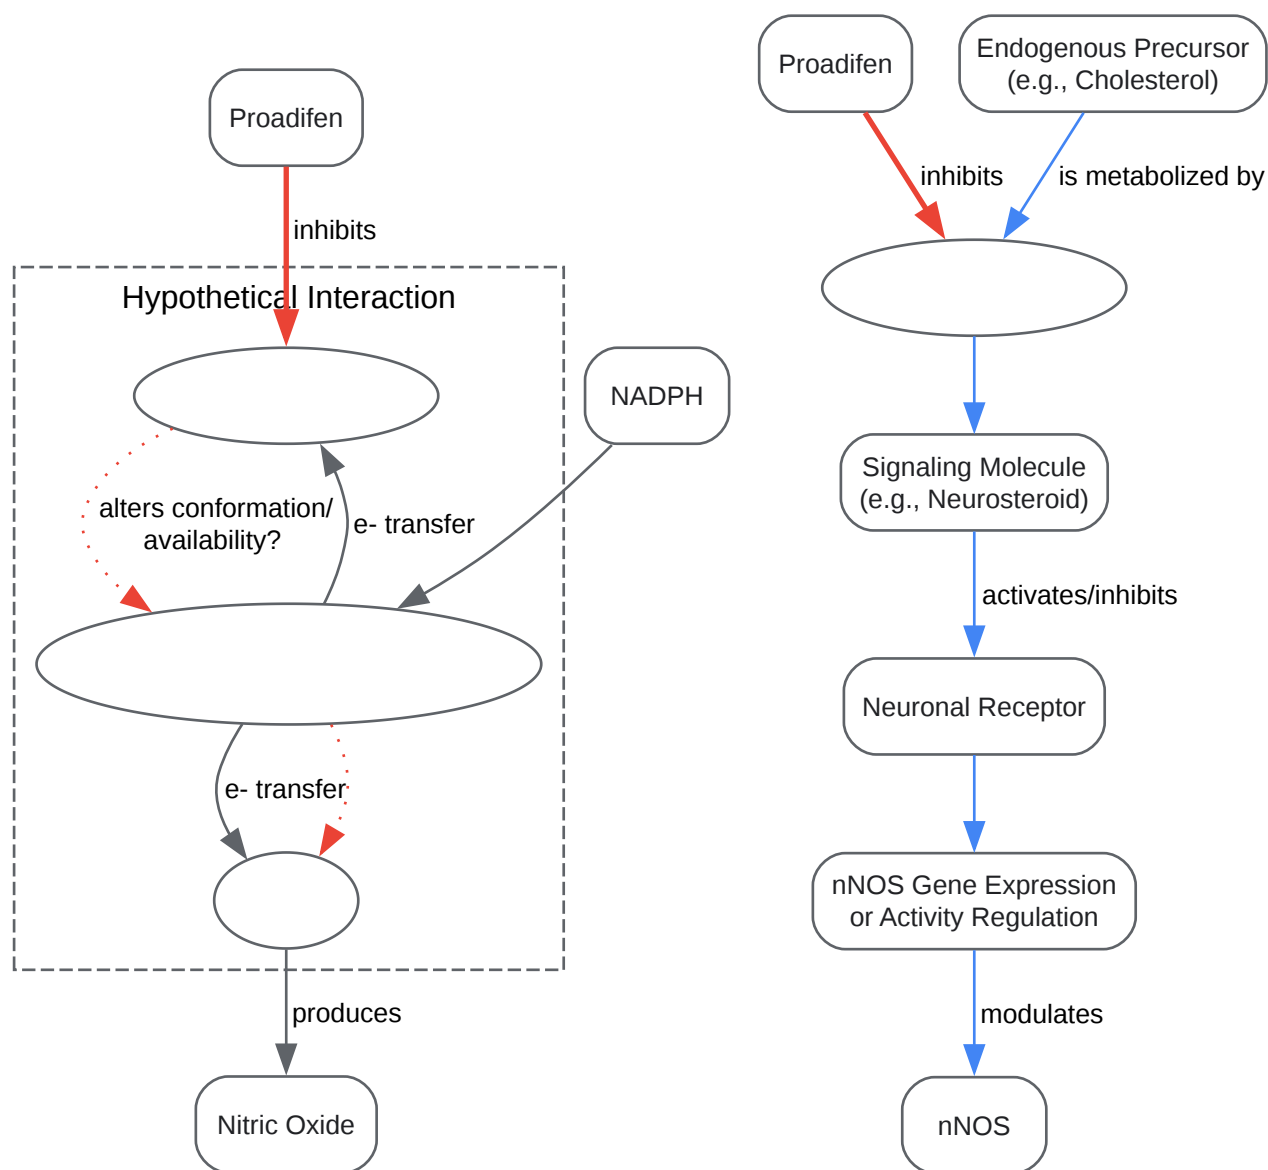 Proadifen
inhibits
Hypothetical Interaction
NADPH
alters conformation/
availability?
e- transfer
e- transfer
produces
Nitric Oxide
Proadifen
Endogenous Precursor
(e.g., Cholesterol)
inhibits
is metabolized by
Signaling Molecule
(e.g., Neurosteroid)
activates/inhibits
Neuronal Receptor
nNOS Gene Expression
or Activity Regulation
modulates
nNOS